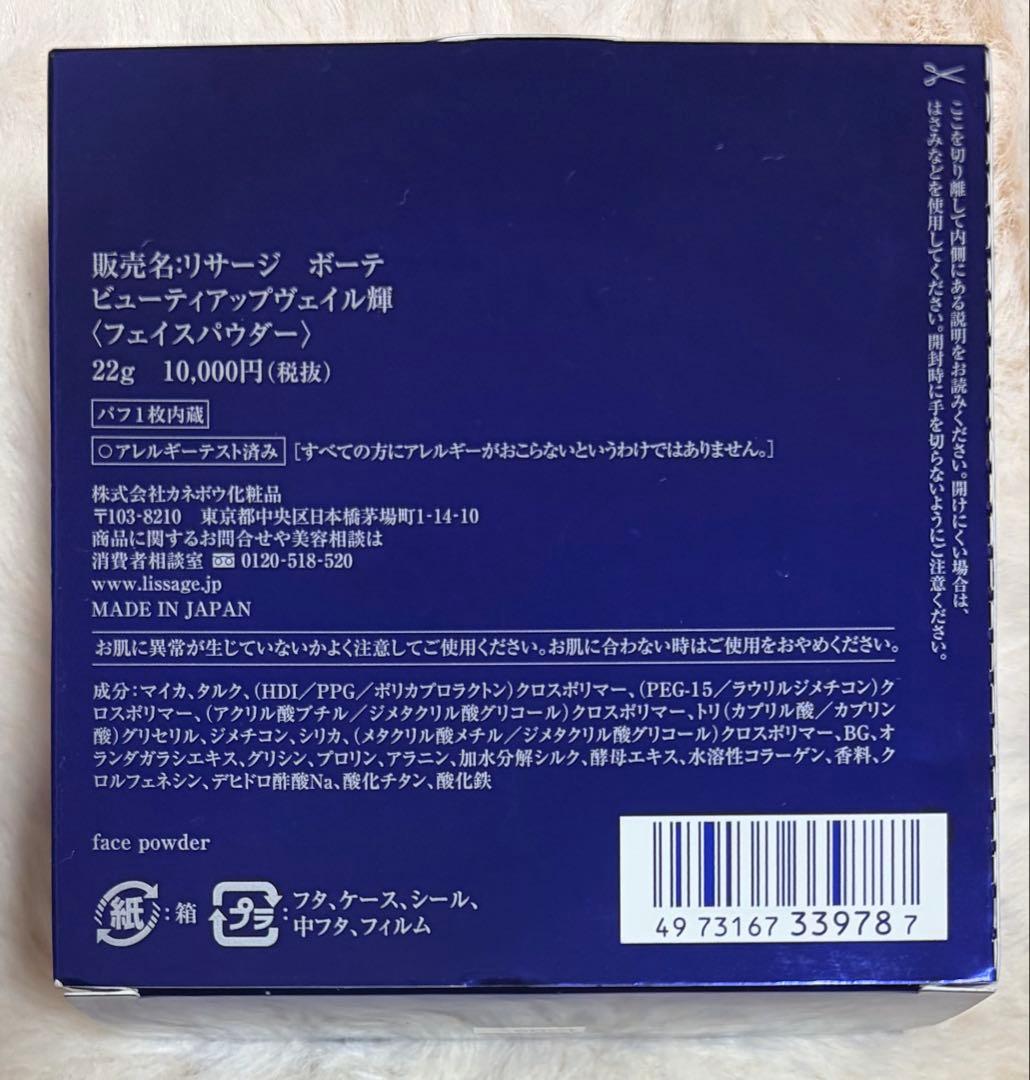 販売名:リサージ　ボーテ
ビューティアップヴェイル輝
〈フェイスパウダー〉
22g　10,000円(税抜)
パフ1枚内蔵
○アレルギーテスト済み [すべての方にアレルギーがおこらないというわけではありません。]
株式会社カネボウ化粧品
〒103-8210　東京都中央区日本橋茅場町1-14-10
商品に関するお問合せや美容相談は
消費者相談室 0120-518-520
www.lissage.jp
MADE IN JAPAN
お肌に異常が生じていないかよく注意してご使用ください。お肌に合わない時はご使用をおやめください。
成分:マイカ、タルク、(HDI/PPG/ポリカプロラクトン)クロスポリマー、(PEG-15/ラウリルジメチコン)ク
ロスポリマー、(アクリル酸ブチル/ジメタクリル酸グリコール)クロスポリマー、トリ(カプリル酸/カプリン
酸)グリセリル、ジメチコン、シリカ、(メタクリル酸メチル/ジメタクリル酸グリコール)クロスポリマー、BG、オ
ランダガラシエキス、グリシン、プロリン、アラニン、加水分解シルク、酵母エキス、水溶性コラーゲン、香料、ク
ロルフェネシン、デヒドロ酢酸Na、酸化チタン、酸化鉄
face powder
紙:箱
プラ:フタ、ケース、シール、
中フタ、フィルム
4973167339787
ここを切り離して内側にある説明をお読みください。開けにくい場合は、
はさみなどを使用してください。開封時に手を切らないようにご注意ください。